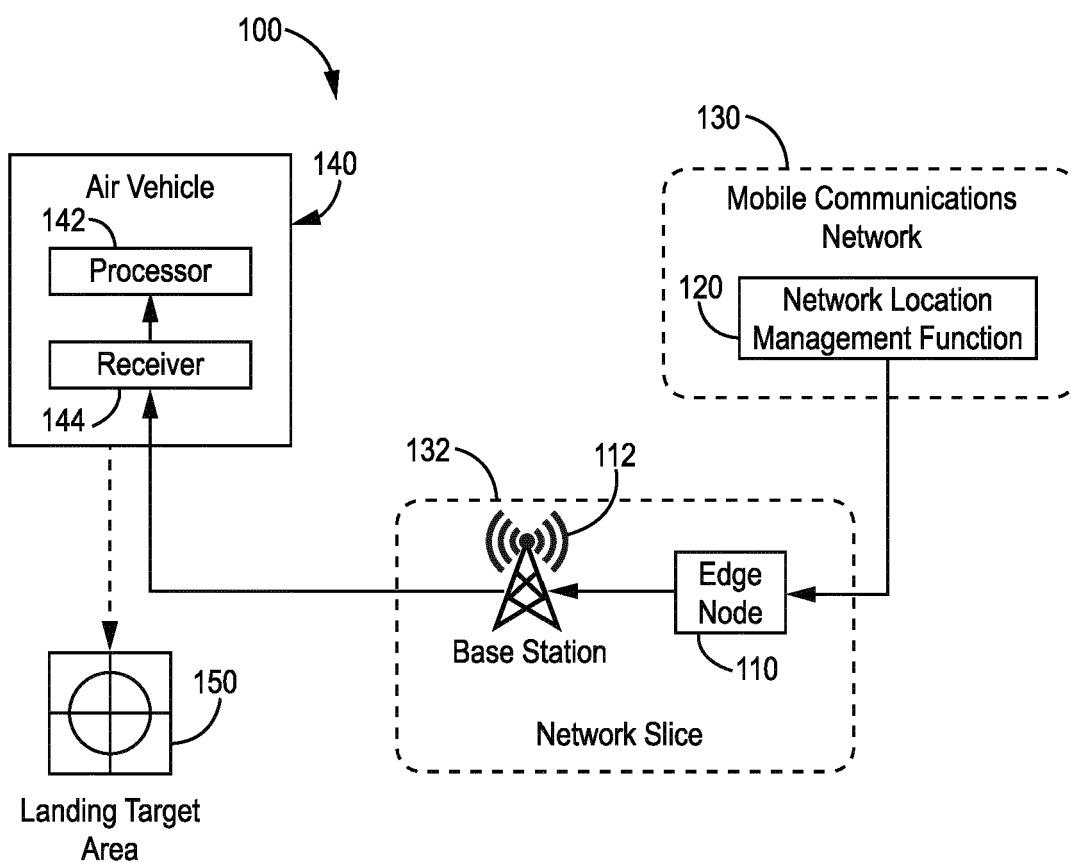 100
130
140
Air Vehicle
142
Processor
Receiver
144
Mobile Communications
Network
120
Network Location
Management Function
132
112
Edge
Node
Base Station
110
Network Slice
150
Landing Target
Area